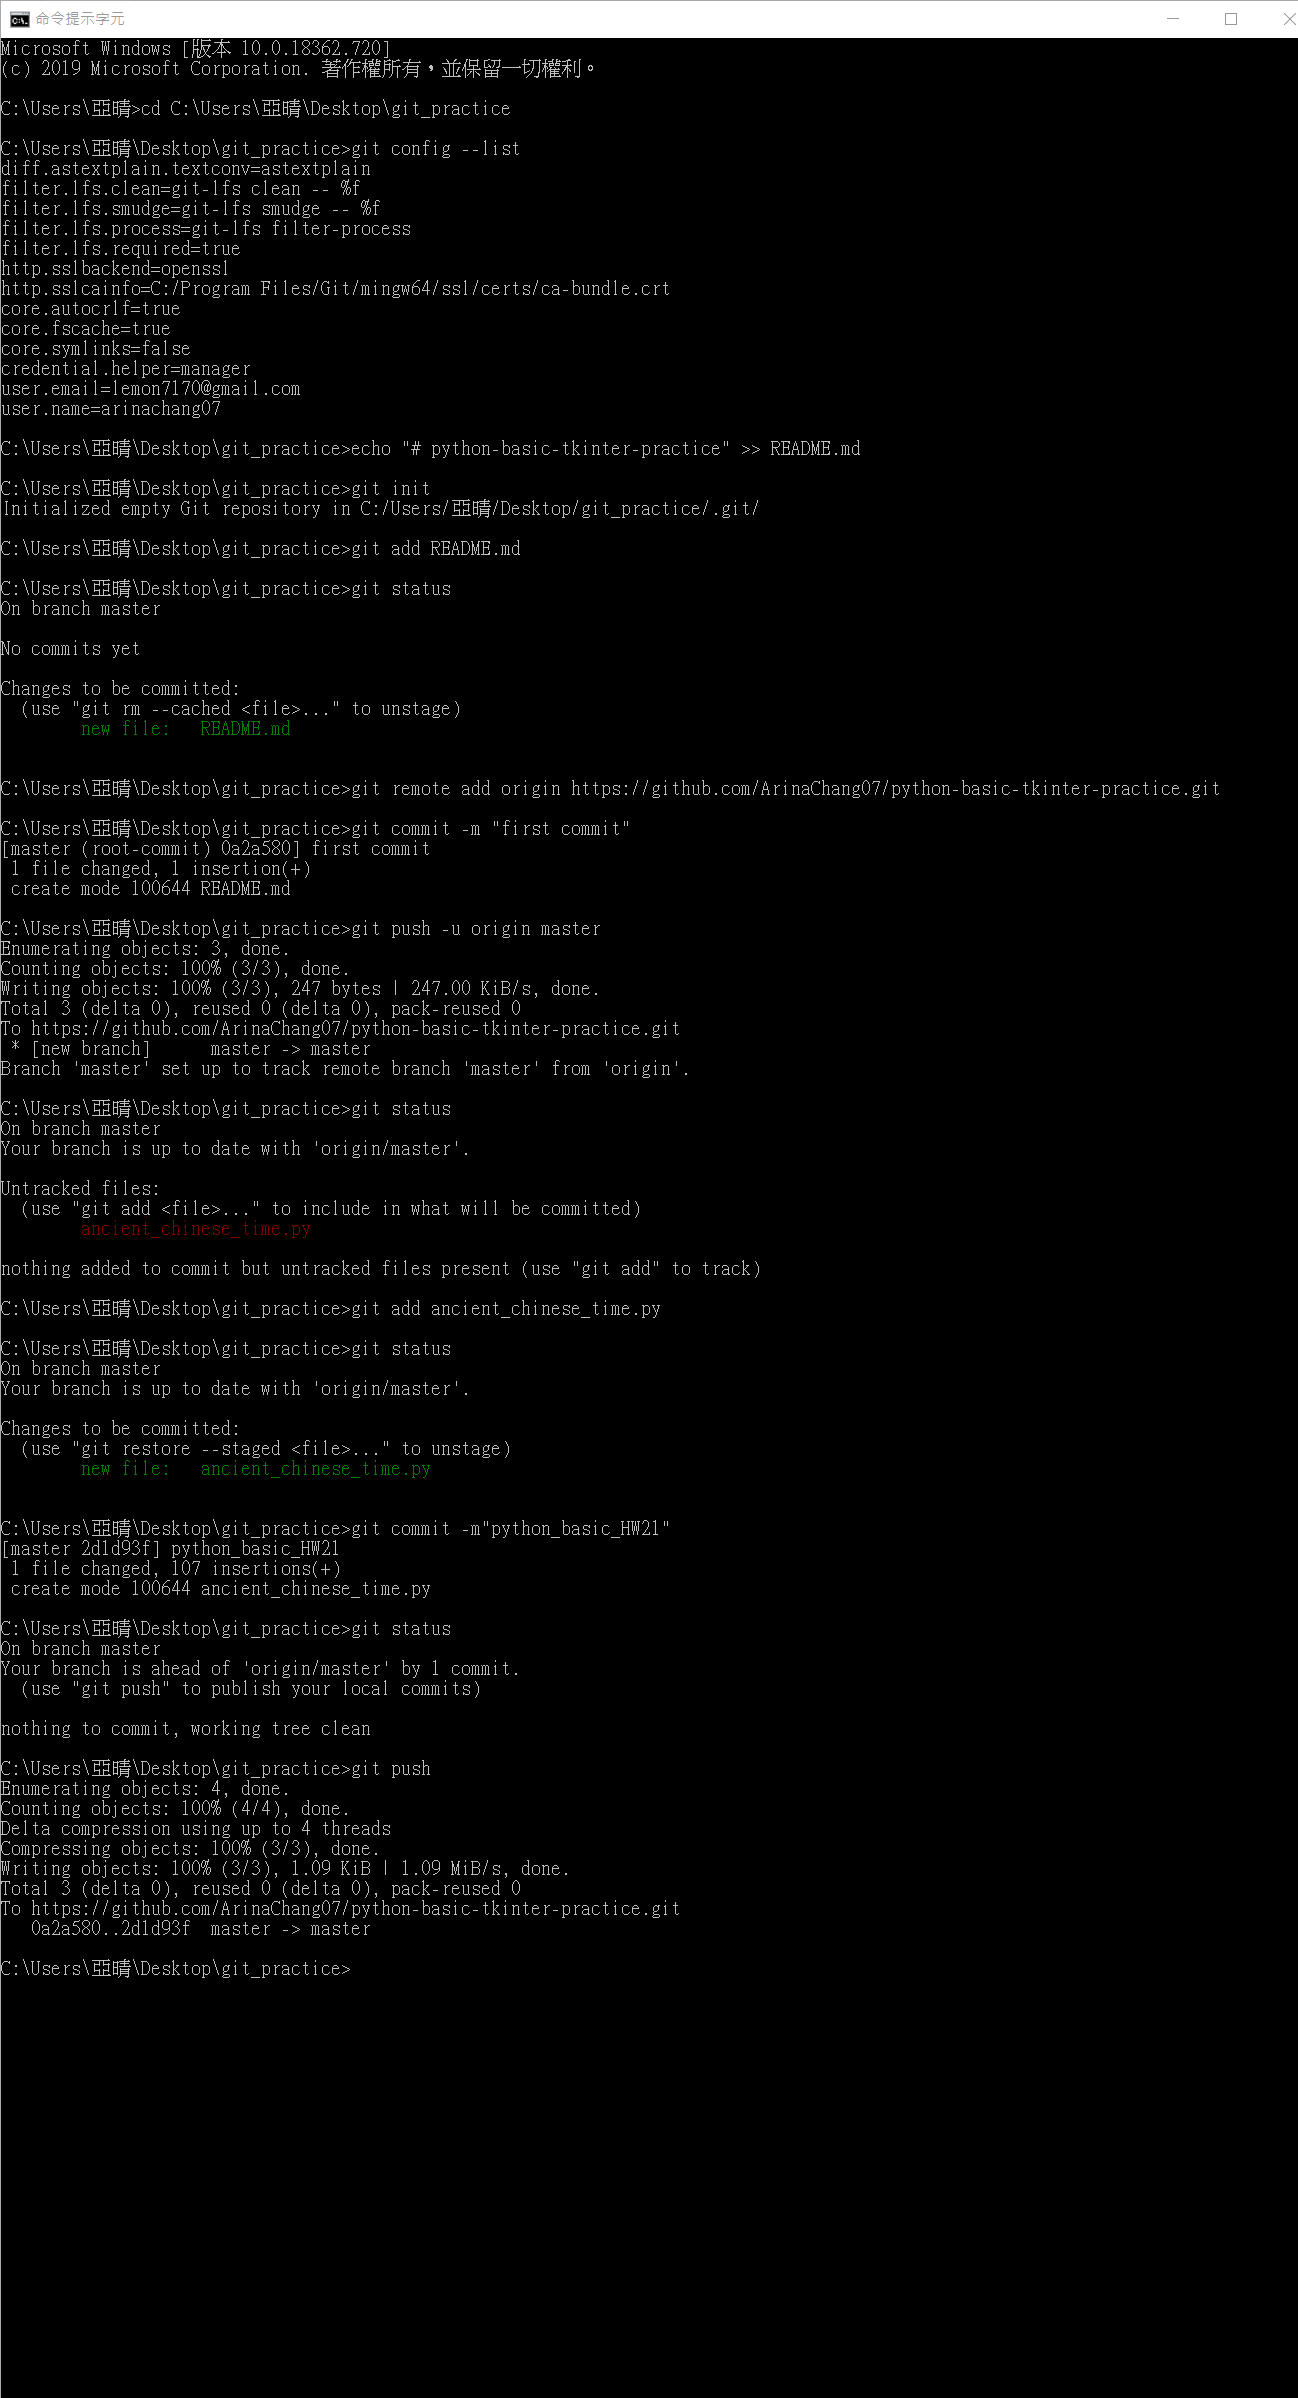 命令提示字元
Microsoft Windows [版本 10.0.18362.720]
(c) 2019 Microsoft Corporation. 著作權所有，並保留一切權利。
C:\Users\亞晴>cd C:\Users\亞晴\Desktop\git_practice
C:\Users\亞晴\Desktop\git_practice>git config --list
diff.astextplain.textconv=astextplain
filter.lfs.clean=git-lfs clean -- %f
filter.lfs.smudge=git-lfs smudge -- %f
filter.lfs.process=git-lfs filter-process
filter.lfs.required=true
http.sslbackend=openssl
http.sslcainfo=C:/Program Files/Git/mingw64/ssl/certs/ca-bundle.crt
core.autocrlf=true
core.fscache=true
core.symlinks=false
credential.helper=manager
user.email=lemon7170@gmail.com
user.name=arinachang07
C:\Users\亞晴\Desktop\git_practice>echo "# python-basic-tkinter-practice" >> README.md
C:\Users\亞晴\Desktop\git_practice>git init
Initialized empty Git repository in C:/Users/亞晴/Desktop/git_practice/.git/
C:\Users\亞晴\Desktop\git_practice>git add README.md
C:\Users\亞晴\Desktop\git_practice>git status
On branch master
No commits yet
Changes to be committed:
  (use "git rm --cached <file>..." to unstage)
        new file:   README.md
C:\Users\亞晴\Desktop\git_practice>git remote add origin https://github.com/ArinaChang07/python-basic-tkinter-practice.git
C:\Users\亞晴\Desktop\git_practice>git commit -m "first commit"
[master (root-commit) 0a2a580] first commit
 1 file changed, 1 insertion(+)
 create mode 100644 README.md
C:\Users\亞晴\Desktop\git_practice>git push -u origin master
Enumerating objects: 3, done.
Counting objects: 100% (3/3), done.
Writing objects: 100% (3/3), 247 bytes | 247.00 KiB/s, done.
Total 3 (delta 0), reused 0 (delta 0), pack-reused 0
To https://github.com/ArinaChang07/python-basic-tkinter-practice.git
 * [new branch]      master -> master
Branch 'master' set up to track remote branch 'master' from 'origin'.
C:\Users\亞晴\Desktop\git_practice>git status
On branch master
Your branch is up to date with 'origin/master'.
Untracked files:
  (use "git add <file>..." to include in what will be committed)
        ancient_chinese_time.py
nothing added to commit but untracked files present (use "git add" to track)
C:\Users\亞晴\Desktop\git_practice>git add ancient_chinese_time.py
C:\Users\亞晴\Desktop\git_practice>git status
On branch master
Your branch is up to date with 'origin/master'.
Changes to be committed:
  (use "git restore --staged <file>..." to unstage)
        new file:   ancient_chinese_time.py
C:\Users\亞晴\Desktop\git_practice>git commit -m"python_basic_HW21"
[master 2d1d93f] python_basic_HW21
 1 file changed, 107 insertions(+)
 create mode 100644 ancient_chinese_time.py
C:\Users\亞晴\Desktop\git_practice>git status
On branch master
Your branch is ahead of 'origin/master' by 1 commit.
  (use "git push" to publish your local commits)
nothing to commit, working tree clean
C:\Users\亞晴\Desktop\git_practice>git push
Enumerating objects: 4, done.
Counting objects: 100% (4/4), done.
Delta compression using up to 4 threads
Compressing objects: 100% (3/3), done.
Writing objects: 100% (3/3), 1.09 KiB | 1.09 MiB/s, done.
Total 3 (delta 0), reused 0 (delta 0), pack-reused 0
To https://github.com/ArinaChang07/python-basic-tkinter-practice.git
   0a2a580..2d1d93f  master -> master
C:\Users\亞晴\Desktop\git_practice>